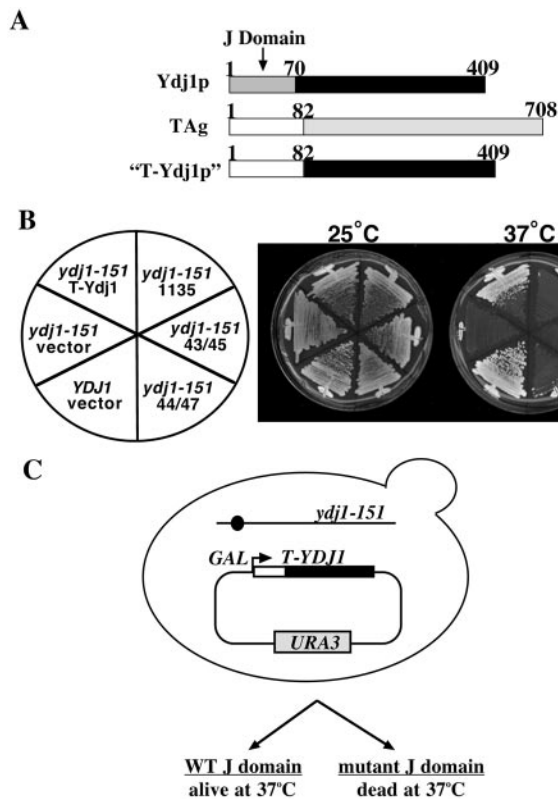 A
J Domain
1 70 409
Ydj1p
1 82 708
TAg
1 82 409
“T-Ydj1p”
B
25°C 37°C
ydj1-151
T-Ydj1
ydj1-151
1135
ydj1-151
vector
ydj1-151
43/45
YDJ1
vector
ydj1-151
44/47
C
ydj1-151
GAL T-YDJ1
URA3
WT J domain
alive at 37°C
mutant J domain
dead at 37°C